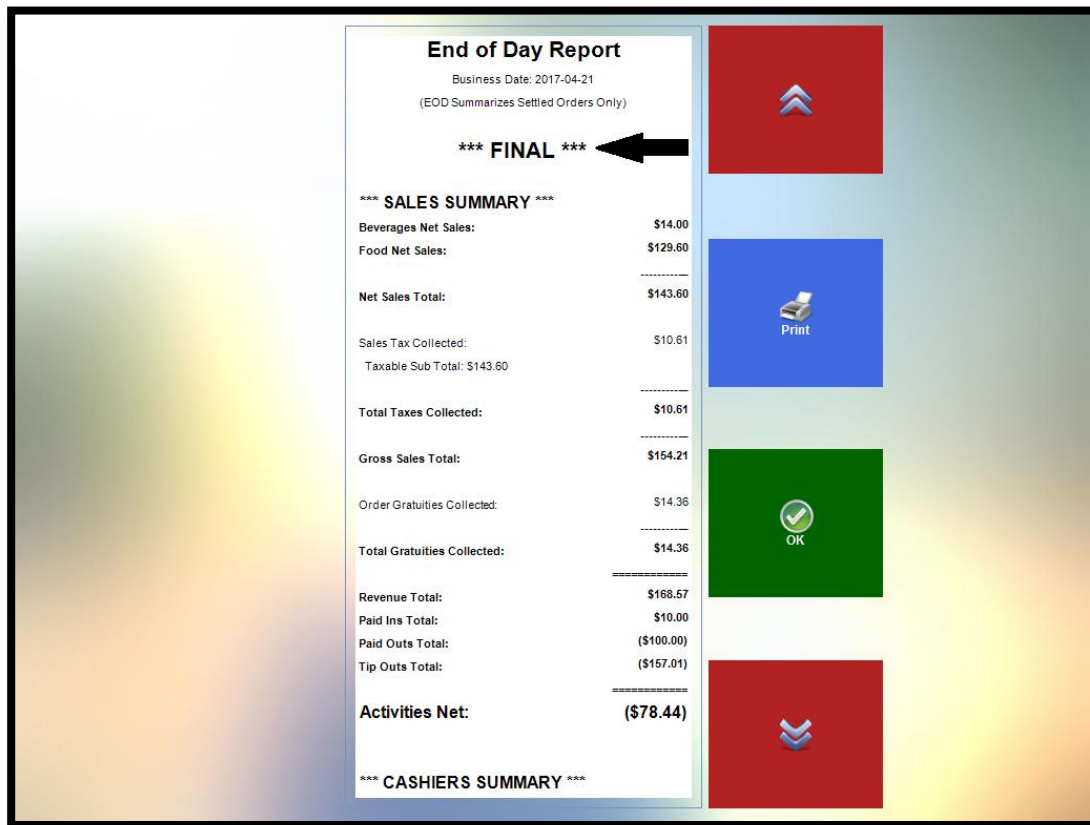 End of Day Report
Business Date: 2017-04-21
(EOD Summarizes Settled Orders Only)
*** FINAL ***
*** SALES SUMMARY ***
Beverages Net Sales: $14.00
Food Net Sales: $129.60
-----------
Net Sales Total: $143.60
Sales Tax Collected: $10.61
Taxable Sub Total: $143.60
-----------
Total Taxes Collected: $10.61
-----------
Gross Sales Total: $154.21
Order Gratuities Collected: $14.36
-----------
Total Gratuities Collected: $14.36
============
Revenue Total: $168.57
Paid Ins Total: $10.00
Paid Outs Total: ($100.00)
Tip Outs Total: ($157.01)
============
Activities Net: ($78.44)
*** CASHIERS SUMMARY ***
Print
OK